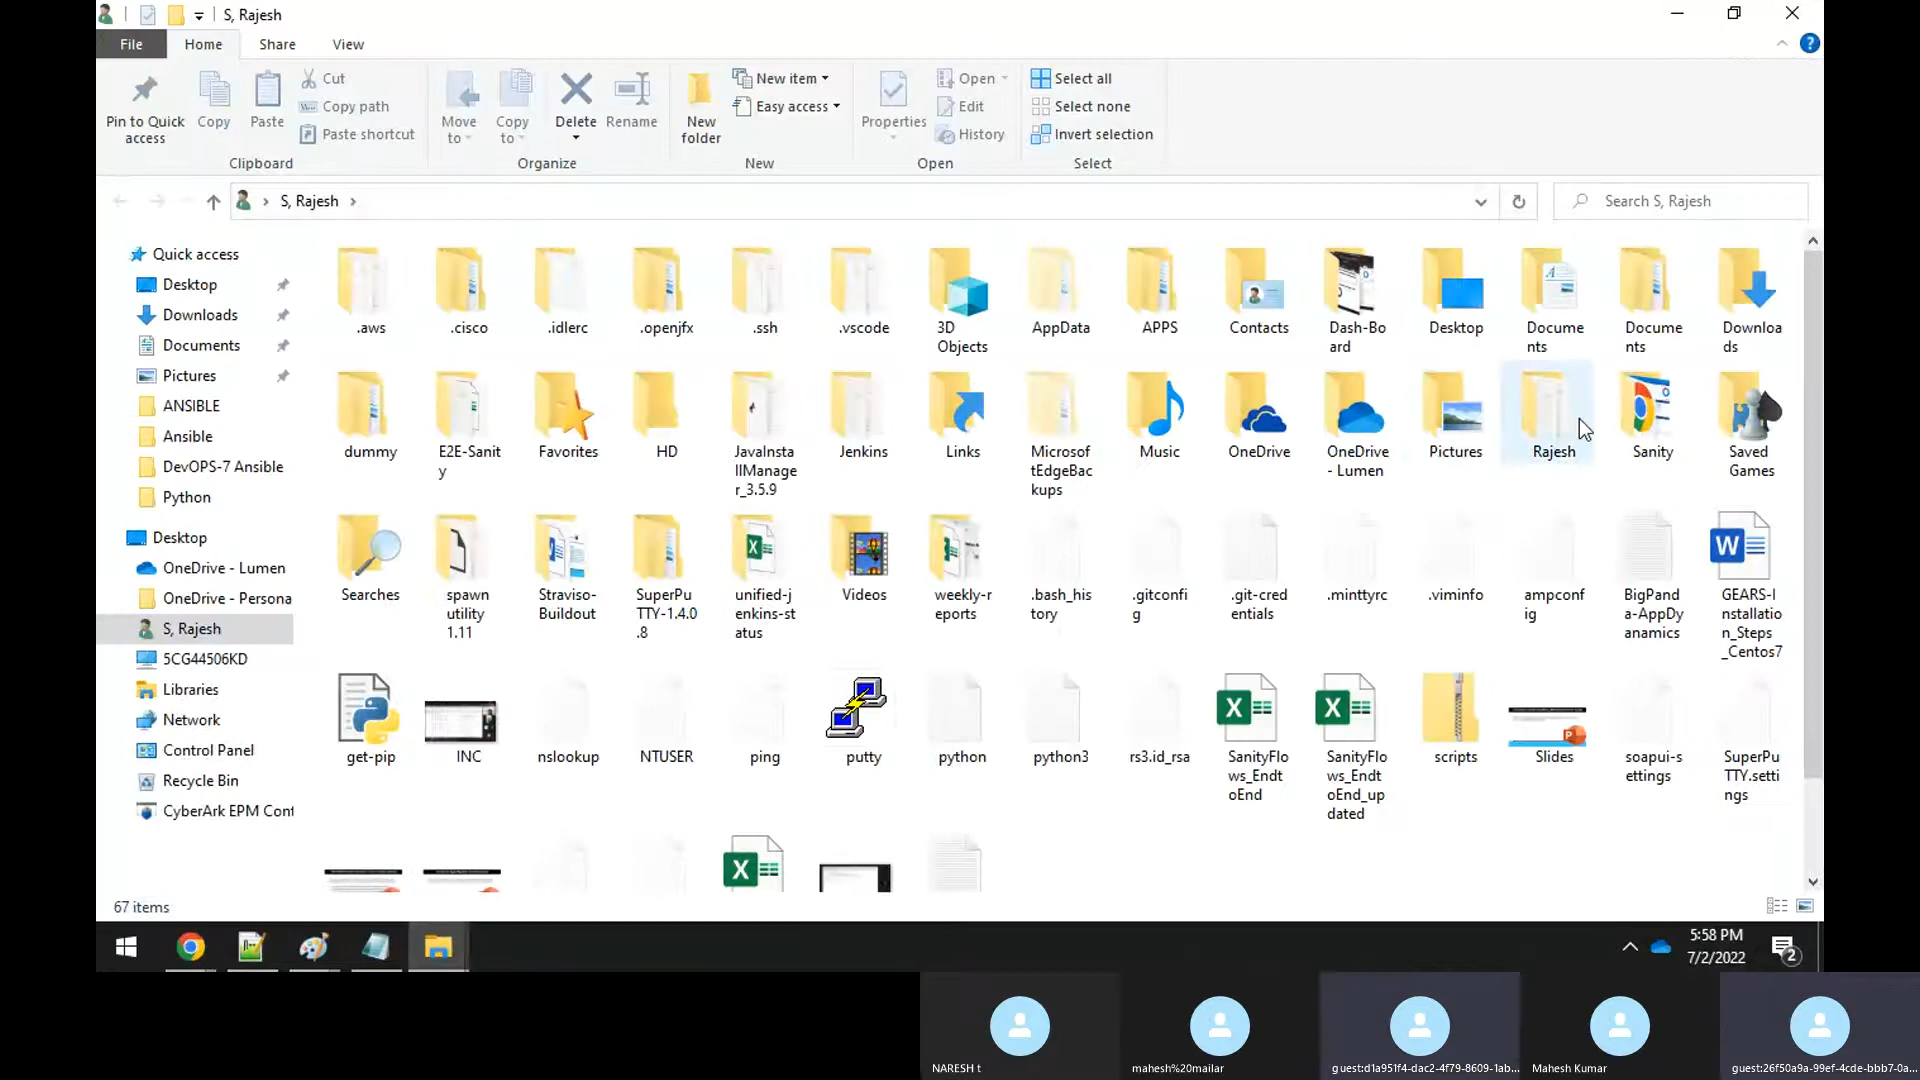 S, Rajesh
File Home Share View
Pin to Quick access
Copy
Paste
Cut
Copy path
Paste shortcut
Clipboard
Move to
Copy to
Delete
Rename
Organize
New folder
New item
Easy access
New
Properties
Open
Edit
History
Open
Select all
Select none
Invert selection
Select
S, Rajesh
Search S, Rajesh
Quick access
Desktop
Downloads
Documents
Pictures
ANSIBLE
Ansible
DevOPS-7 Ansible
Python
Desktop
OneDrive - Lumen
OneDrive - Persona
S, Rajesh
5CG44506KD
Libraries
Network
Control Panel
Recycle Bin
CyberArk EPM Cont
.aws
.cisco
.idlerc
.openjfx
.ssh
.vscode
3D
Objects
AppData
APPS
Contacts
Dash-Bo
ard
Desktop
Docume
nts
Docume
nts
Downloa
ds
dummy
E2E-Sanit
y
Favorites
HD
JavaInsta
llManage
r_3.5.9
Jenkins
Links
Microsof
tEdgeBac
kups
Music
OneDrive
OneDrive
- Lumen
Pictures
Rajesh
Sanity
Saved
Games
Searches
spawn
utility
1.11
Straviso-
Buildout
SuperPu
TTY-1.4.0
.8
unified-j
enkins-st
atus
Videos
weekly-r
eports
.bash_his
tory
.gitconfi
g
.git-cred
entials
.minttyrc
.viminfo
ampconf
ig
BigPand
a-AppDy
anamics
GEARS-I
nstallatio
n_Steps
_Centos7
get-pip
INC
nslookup
NTUSER
ping
putty
python
python3
rs3.id_rsa
SanityFlo
ws_Endt
oEnd
SanityFlo
ws_Endt
oEnd_up
dated
scripts
Slides
soapui-s
ettings
SuperPu
TTY.setti
ngs
67 items
5:58 PM
7/2/2022
2
NARESH t
mahesh%20mailar
guest:d1a951f4-dac2-4f79-8609-1ab...
Mahesh Kumar
guest:26f50a9a-99ef-4cde-bbb7-0a...